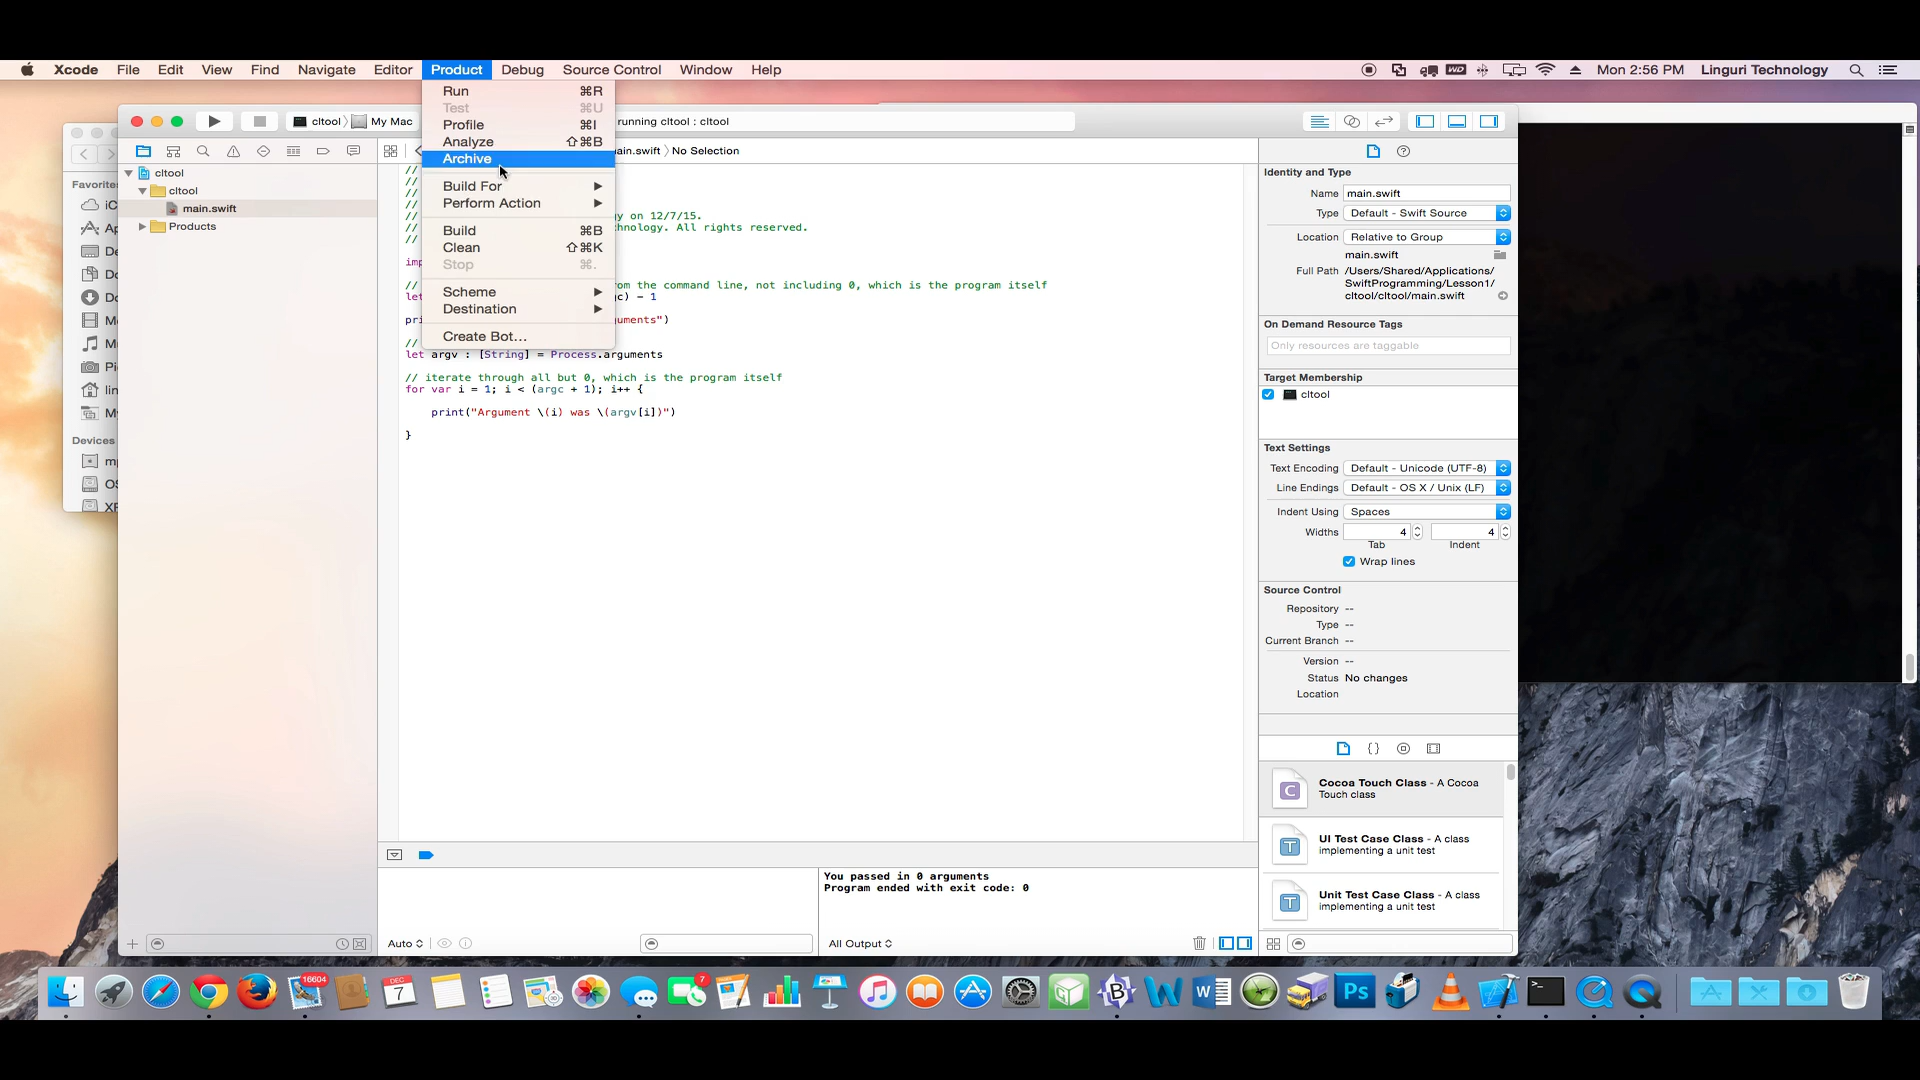 Xcode File Edit View Find Navigate Editor Product Debug Source Control Window Help
WD Mon 2:56 PM Linguri Technology
Run ⌘R
Test ⌘U
Profile ⌘I
Analyze ⇧⌘B
Archive
Build For
Perform Action
Build ⌘B
Clean ⇧⌘K
Stop ⌘.
Scheme
Destination
Create Bot...
cltool My Mac
running cltool : cltool
main.swift No Selection
Favorites
Devices
cltool
cltool
main.swift
Products
//
//
//
// on 12/7/15.
// All rights reserved.
//
// from the command line, not including 0, which is the program itself
let - 1
//
let argv : [String] = Process.arguments
// iterate through all but 0, which is the program itself
for var i = 1; i < (argc + 1); i++ {
print("Argument \(i) was \(argv[i])")
}
Identity and Type
Name main.swift
Type Default - Swift Source
Location Relative to Group
main.swift
Full Path /Users/Shared/Applications/
SwiftProgramming/Lesson1/
cltool/cltool/main.swift
On Demand Resource Tags
Only resources are taggable
Target Membership
cltool
Text Settings
Text Encoding Default - Unicode (UTF-8)
Line Endings Default - OS X / Unix (LF)
Indent Using Spaces
Widths 4 4
Tab Indent
Wrap lines
Source Control
Repository --
Type --
Current Branch --
Version --
Status No changes
Location
{ }
C Cocoa Touch Class - A Cocoa
Touch class
T UI Test Case Class - A class
implementing a unit test
T Unit Test Case Class - A class
implementing a unit test
You passed in 0 arguments
Program ended with exit code: 0
Auto
All Output
16604
DEC
7
7
W
Ps